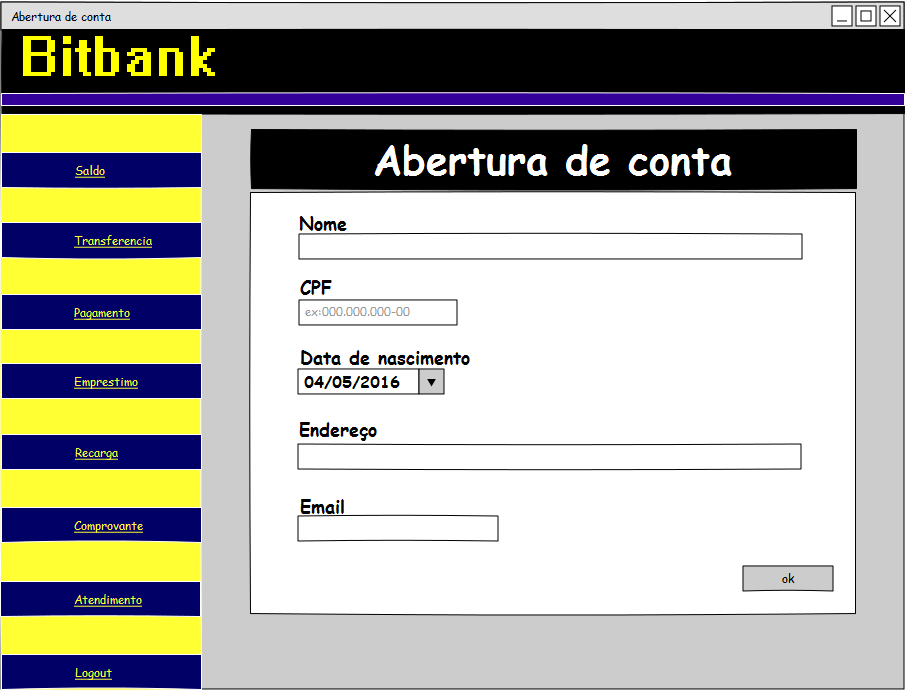 Abertura de conta
Bitbank
Saldo
Transferencia
Pagamento
Emprestimo
Recarga
Comprovante
Atendimento
Logout
Abertura de conta
Nome
CPF
ex:000.000.000-00
Data de nascimento
04/05/2016
Endereço
Email
ok